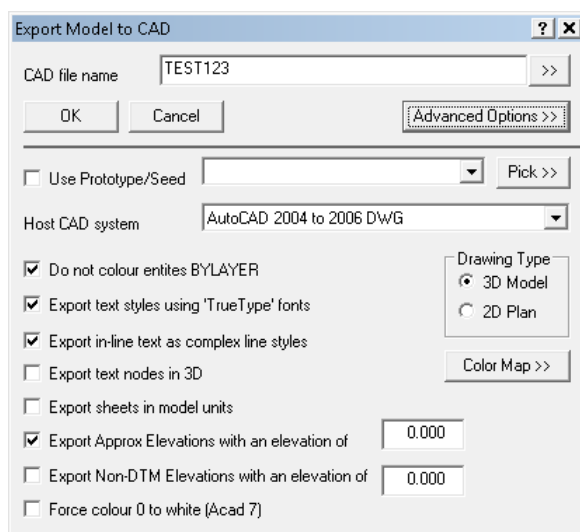 Export Model to CAD
CAD file name TEST123 >>
OK Cancel Advanced Options >>
Use Prototype/Seed Pick >>
Host CAD system AutoCAD 2004 to 2006 DWG
Do not colour entites BYLAYER
Drawing Type
3D Model
Export text styles using 'TrueType' fonts
2D Plan
Export in-line text as complex line styles
Color Map >>
Export text nodes in 3D
Export sheets in model units
Export Approx Elevations with an elevation of 0.000
Export Non-DTM Elevations with an elevation of 0.000
Force colour 0 to white (Acad 7)